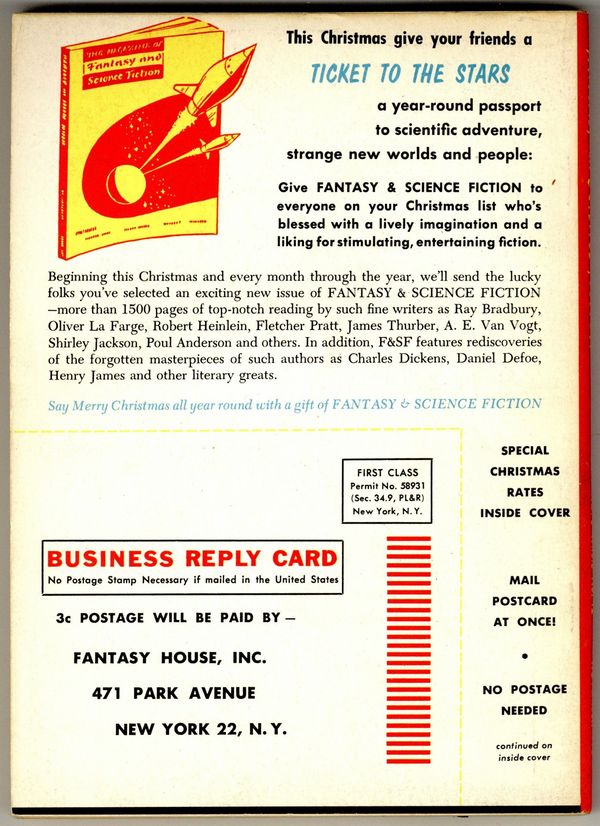 THE MAGAZINE OF
Fantasy and
Science Fiction
This Christmas give your friends a
TICKET TO THE STARS
a year-round passport
to scientific adventure,
strange new worlds and people:
Give FANTASY & SCIENCE FICTION to
everyone on your Christmas list who's
blessed with a lively imagination and a
liking for stimulating, entertaining fiction.
Beginning this Christmas and every month through the year, we'll send the lucky
folks you've selected an exciting new issue of FANTASY & SCIENCE FICTION
—more than 1500 pages of top-notch reading by such fine writers as Ray Bradbury,
Oliver La Farge, Robert Heinlein, Fletcher Pratt, James Thurber, A. E. Van Vogt,
Shirley Jackson, Poul Anderson and others. In addition, F&SF features rediscoveries
of the forgotten masterpieces of such authors as Charles Dickens, Daniel Defoe,
Henry James and other literary greats.
Say Merry Christmas all year round with a gift of FANTASY & SCIENCE FICTION
FIRST CLASS
Permit No. 58931
(Sec. 34.9, PL&R)
New York, N. Y.
BUSINESS REPLY CARD
No Postage Stamp Necessary if mailed in the United States
3c POSTAGE WILL BE PAID BY —
FANTASY HOUSE, INC.
471 PARK AVENUE
NEW YORK 22, N. Y.
SPECIAL
CHRISTMAS
RATES
INSIDE COVER
MAIL
POSTCARD
AT ONCE!
•
NO POSTAGE
NEEDED
continued on
inside cover